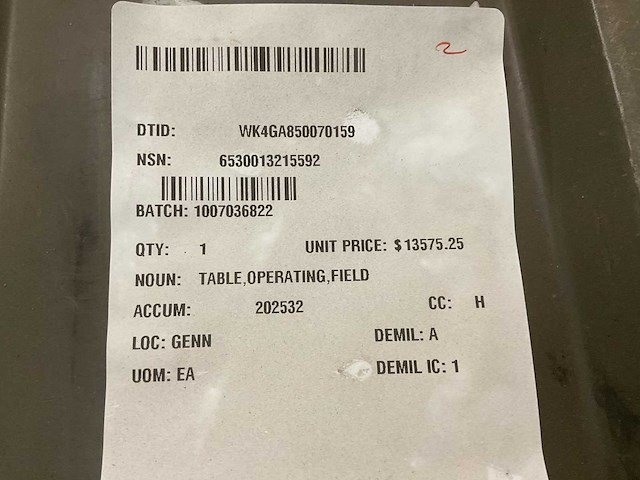 2
DTID: WK4GA850070159
NSN: 6530013215592
BATCH: 1007036822
QTY: 1 UNIT PRICE: $13575.25
NOUN: TABLE,OPERATING,FIELD
ACCUM: 202532 CC: H
LOC: GENN DEMIL: A
UOM: EA DEMIL IC: 1